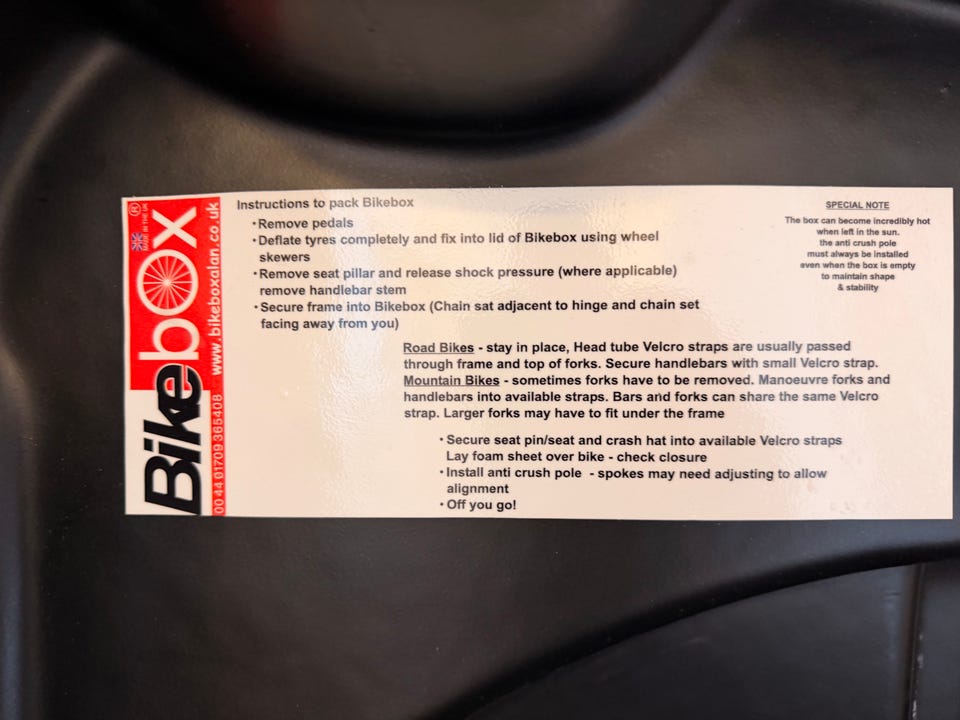 Bikebox
®
MADE IN THE UK
www.bikeboxalan.co.uk
00 44 01709 365408
Instructions to pack Bikebox
• Remove pedals
• Deflate tyres completely and fix into lid of Bikebox using wheel
skewers
• Remove seat pillar and release shock pressure (where applicable)
remove handlebar stem
• Secure frame into Bikebox (Chain sat adjacent to hinge and chain set
facing away from you)
Road Bikes - stay in place, Head tube Velcro straps are usually passed
through frame and top of forks. Secure handlebars with small Velcro strap.
Mountain Bikes - sometimes forks have to be removed. Manoeuvre forks and
handlebars into available straps. Bars and forks can share the same Velcro
strap. Larger forks may have to fit under the frame
• Secure seat pin/seat and crash hat into available Velcro straps
Lay foam sheet over bike - check closure
• Install anti crush pole - spokes may need adjusting to allow
alignment
• Off you go!
SPECIAL NOTE
The box can become incredibly hot
when left in the sun.
the anti crush pole
must always be installed
even when the box is empty
to maintain shape
& stability